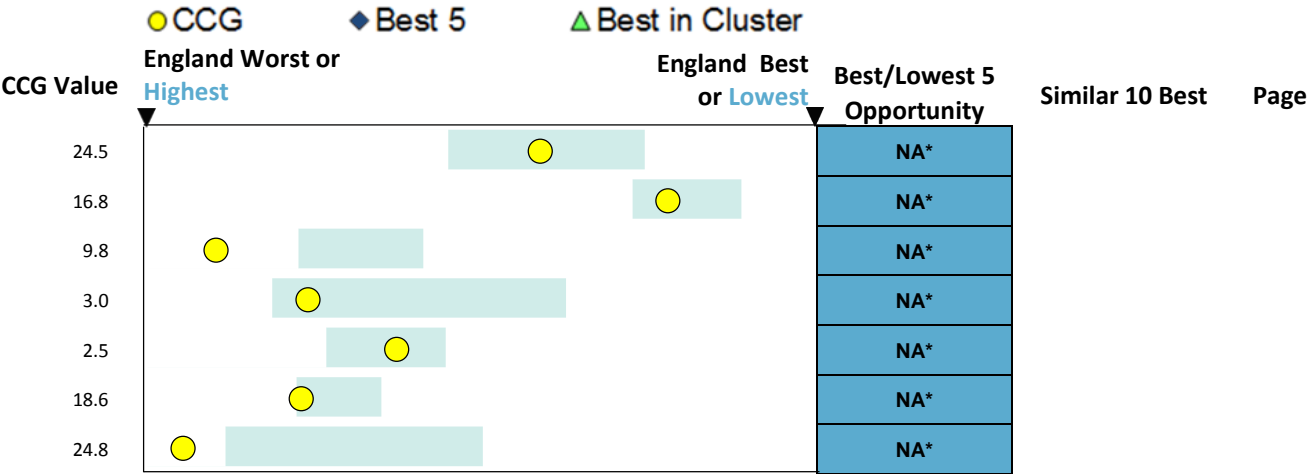 CCG Best 5 Best in Cluster
CCG Value England Worst or Highest England Best or Lowest Best/Lowest 5 Opportunity Similar 10 Best Page
24.5 NA*
16.8 NA*
9.8 NA*
3.0 NA*
2.5 NA*
18.6 NA*
24.8 NA*